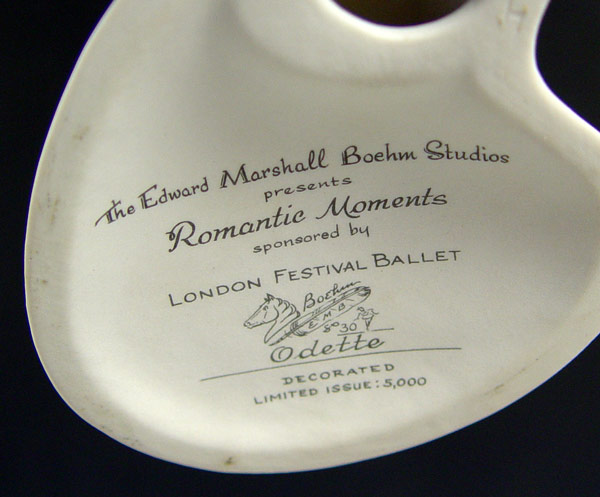 The Edward Marshall Boehm Studios
presents
Romantic Moments
sponsored by
LONDON FESTIVAL BALLET
Boehm
E M B
30
Odette
DECORATED
LIMITED ISSUE: 5,000